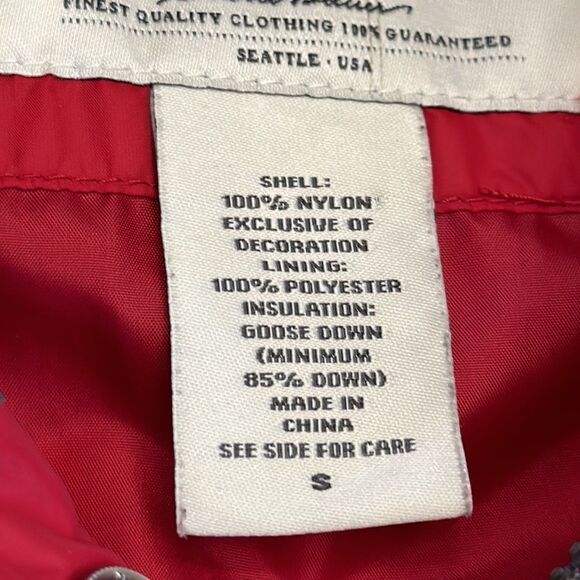 FINEST QUALITY CLOTHING 100% GUARANTEED
SEATTLE · USA
SHELL:
100% NYLON
EXCLUSIVE OF
DECORATION
LINING:
100% POLYESTER
INSULATION:
GOOSE DOWN
(MINIMUM
85% DOWN)
MADE IN
CHINA
SEE SIDE FOR CARE
S